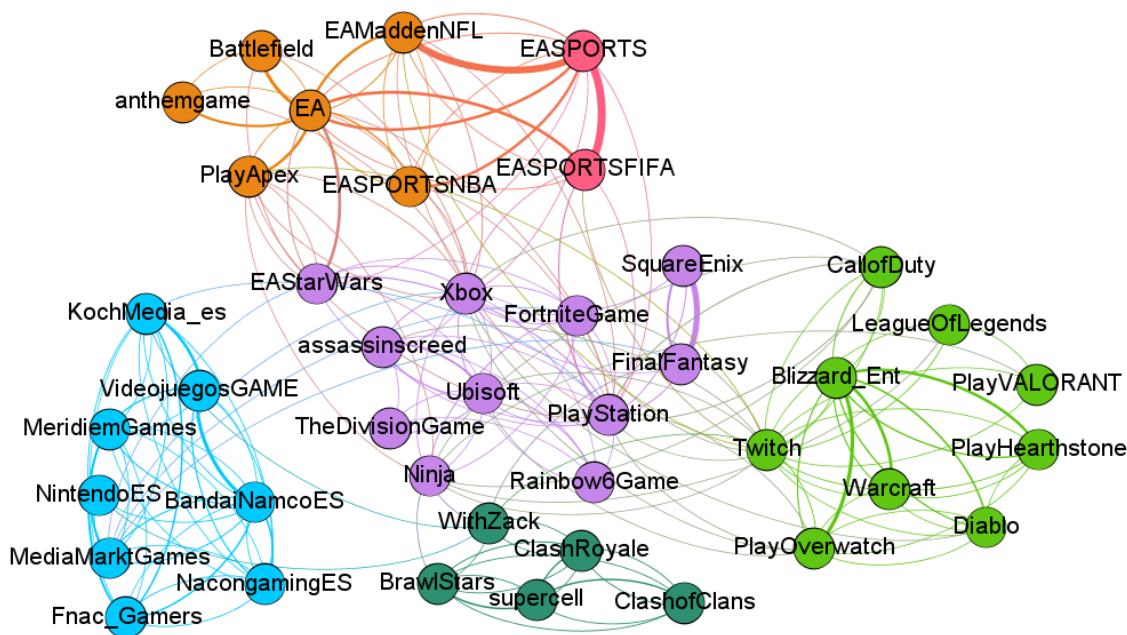 EAMaddenNFL
Battlefield
EASPORTS
anthemgame
EA
PlayApex
EASPORTSNBA
EASPORTSFIFA
SquareEnix
CallofDuty
EAStarWars
Xbox
KochMedia_es
FortniteGame
LeagueOfLegends
assassinscreed
FinalFantasy
Blizzard_Ent
PlayVALORANT
VideojuegosGAME
Ubisoft
PlayStation
MeridiemGames
TheDivisionGame
Twitch
PlayHearthstone
Ninja
Rainbow6Game
Warcraft
NintendoES
BandaiNamcoES
WithZack
Diablo
PlayOverwatch
ClashRoyale
MediaMarktGames
NacongamingES
BrawlStars
supercell
ClashofClans
Fnac_Gamers